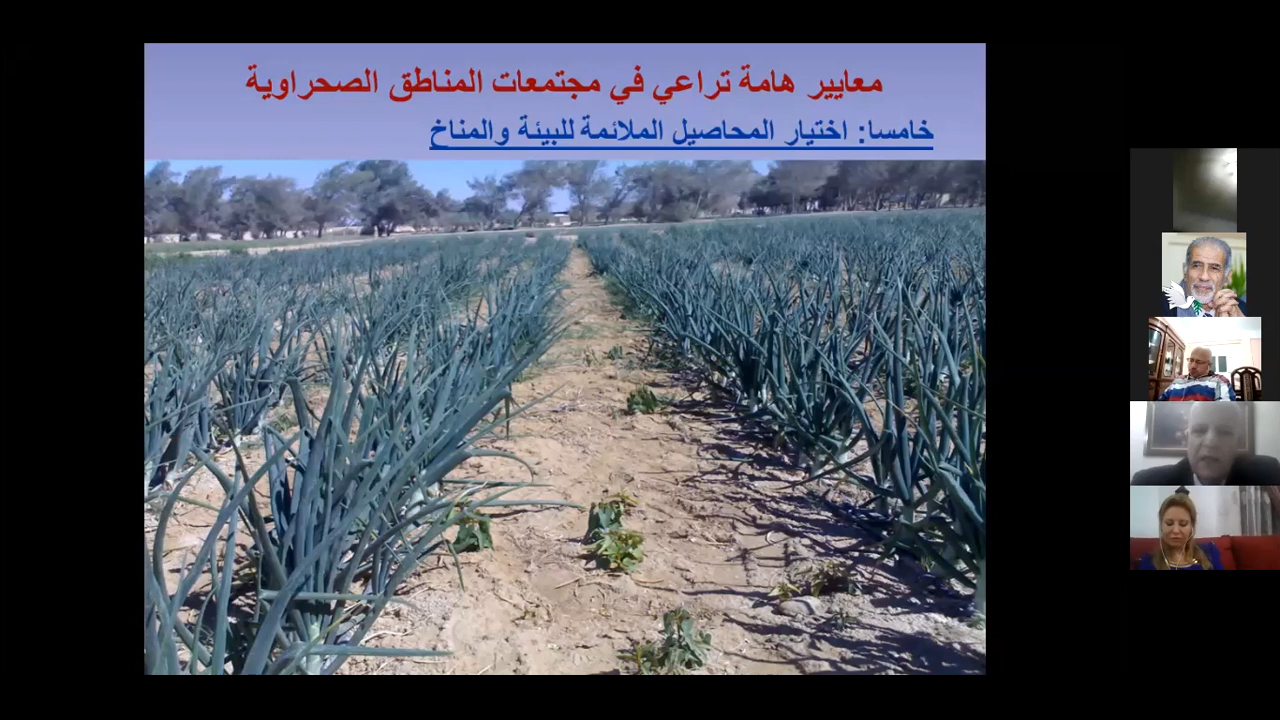 معايير هامة تراعي في مجتمعات المناطق الصحراوية
خامسا: اختيار المحاصيل الملائمة للبيئة والمناخ